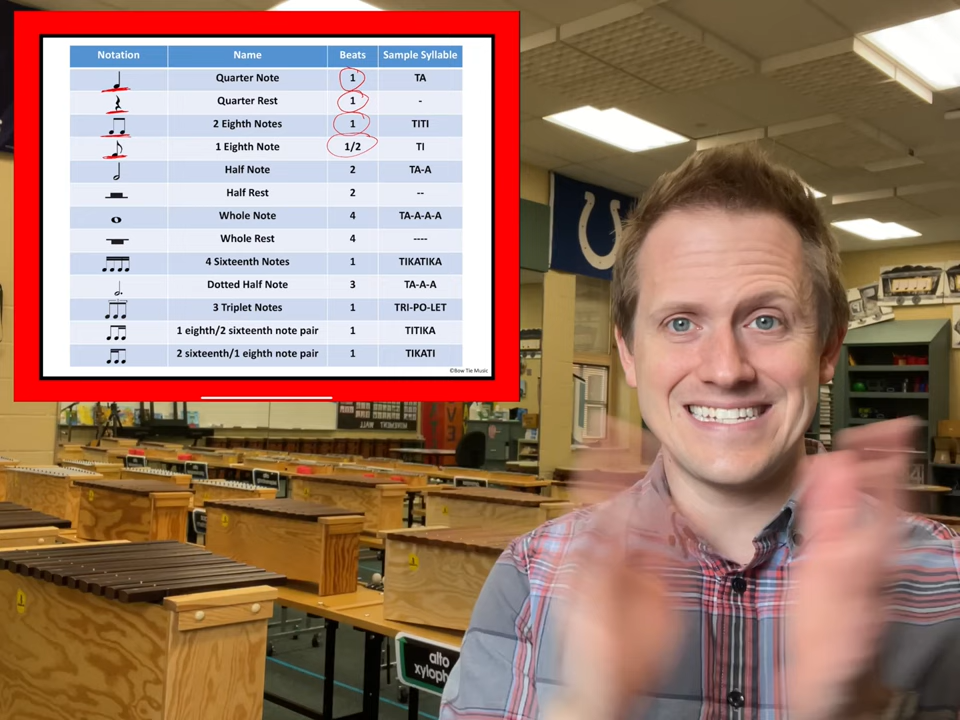 Notation Name Beats Sample Syllable
Quarter Note 1 TA
Quarter Rest 1 -
2 Eighth Notes 1 TITI
1 Eighth Note 1/2 TI
Half Note 2 TA-A
Half Rest 2 --
Whole Note 4 TA-A-A-A
Whole Rest 4 ----
4 Sixteenth Notes 1 TIKATIKA
Dotted Half Note 3 TA-A-A
3 Triplet Notes 1 TRI-PO-LET
1 eighth/2 sixteenth note pair 1 TITIKA
2 sixteenth/1 eighth note pair 1 TIKATI
©Bow Tie Music
MOVEMENT WALL
alto